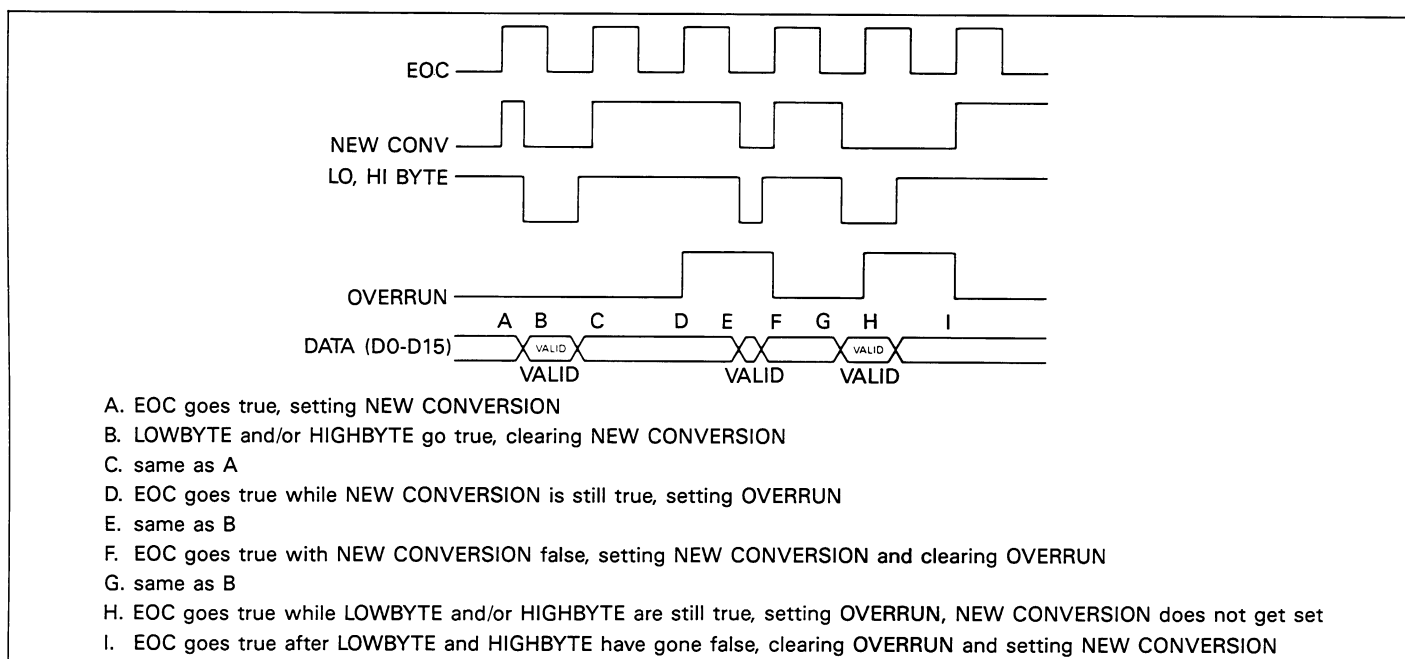 EOC
NEW CONV
LO, HI BYTE
OVERRUN
A B C D E F G H I
DATA (D0-D15) VALID VALID
VALID VALID VALID
A. EOC goes true, setting NEW CONVERSION
B. LOWBYTE and/or HIGHBYTE go true, clearing NEW CONVERSION
C. same as A
D. EOC goes true while NEW CONVERSION is still true, setting OVERRUN
E. same as B
F. EOC goes true with NEW CONVERSION false, setting NEW CONVERSION and clearing OVERRUN
G. same as B
H. EOC goes true while LOWBYTE and/or HIGHBYTE are still true, setting OVERRUN, NEW CONVERSION does not get set
I. EOC goes true after LOWBYTE and HIGHBYTE have gone false, clearing OVERRUN and setting NEW CONVERSION